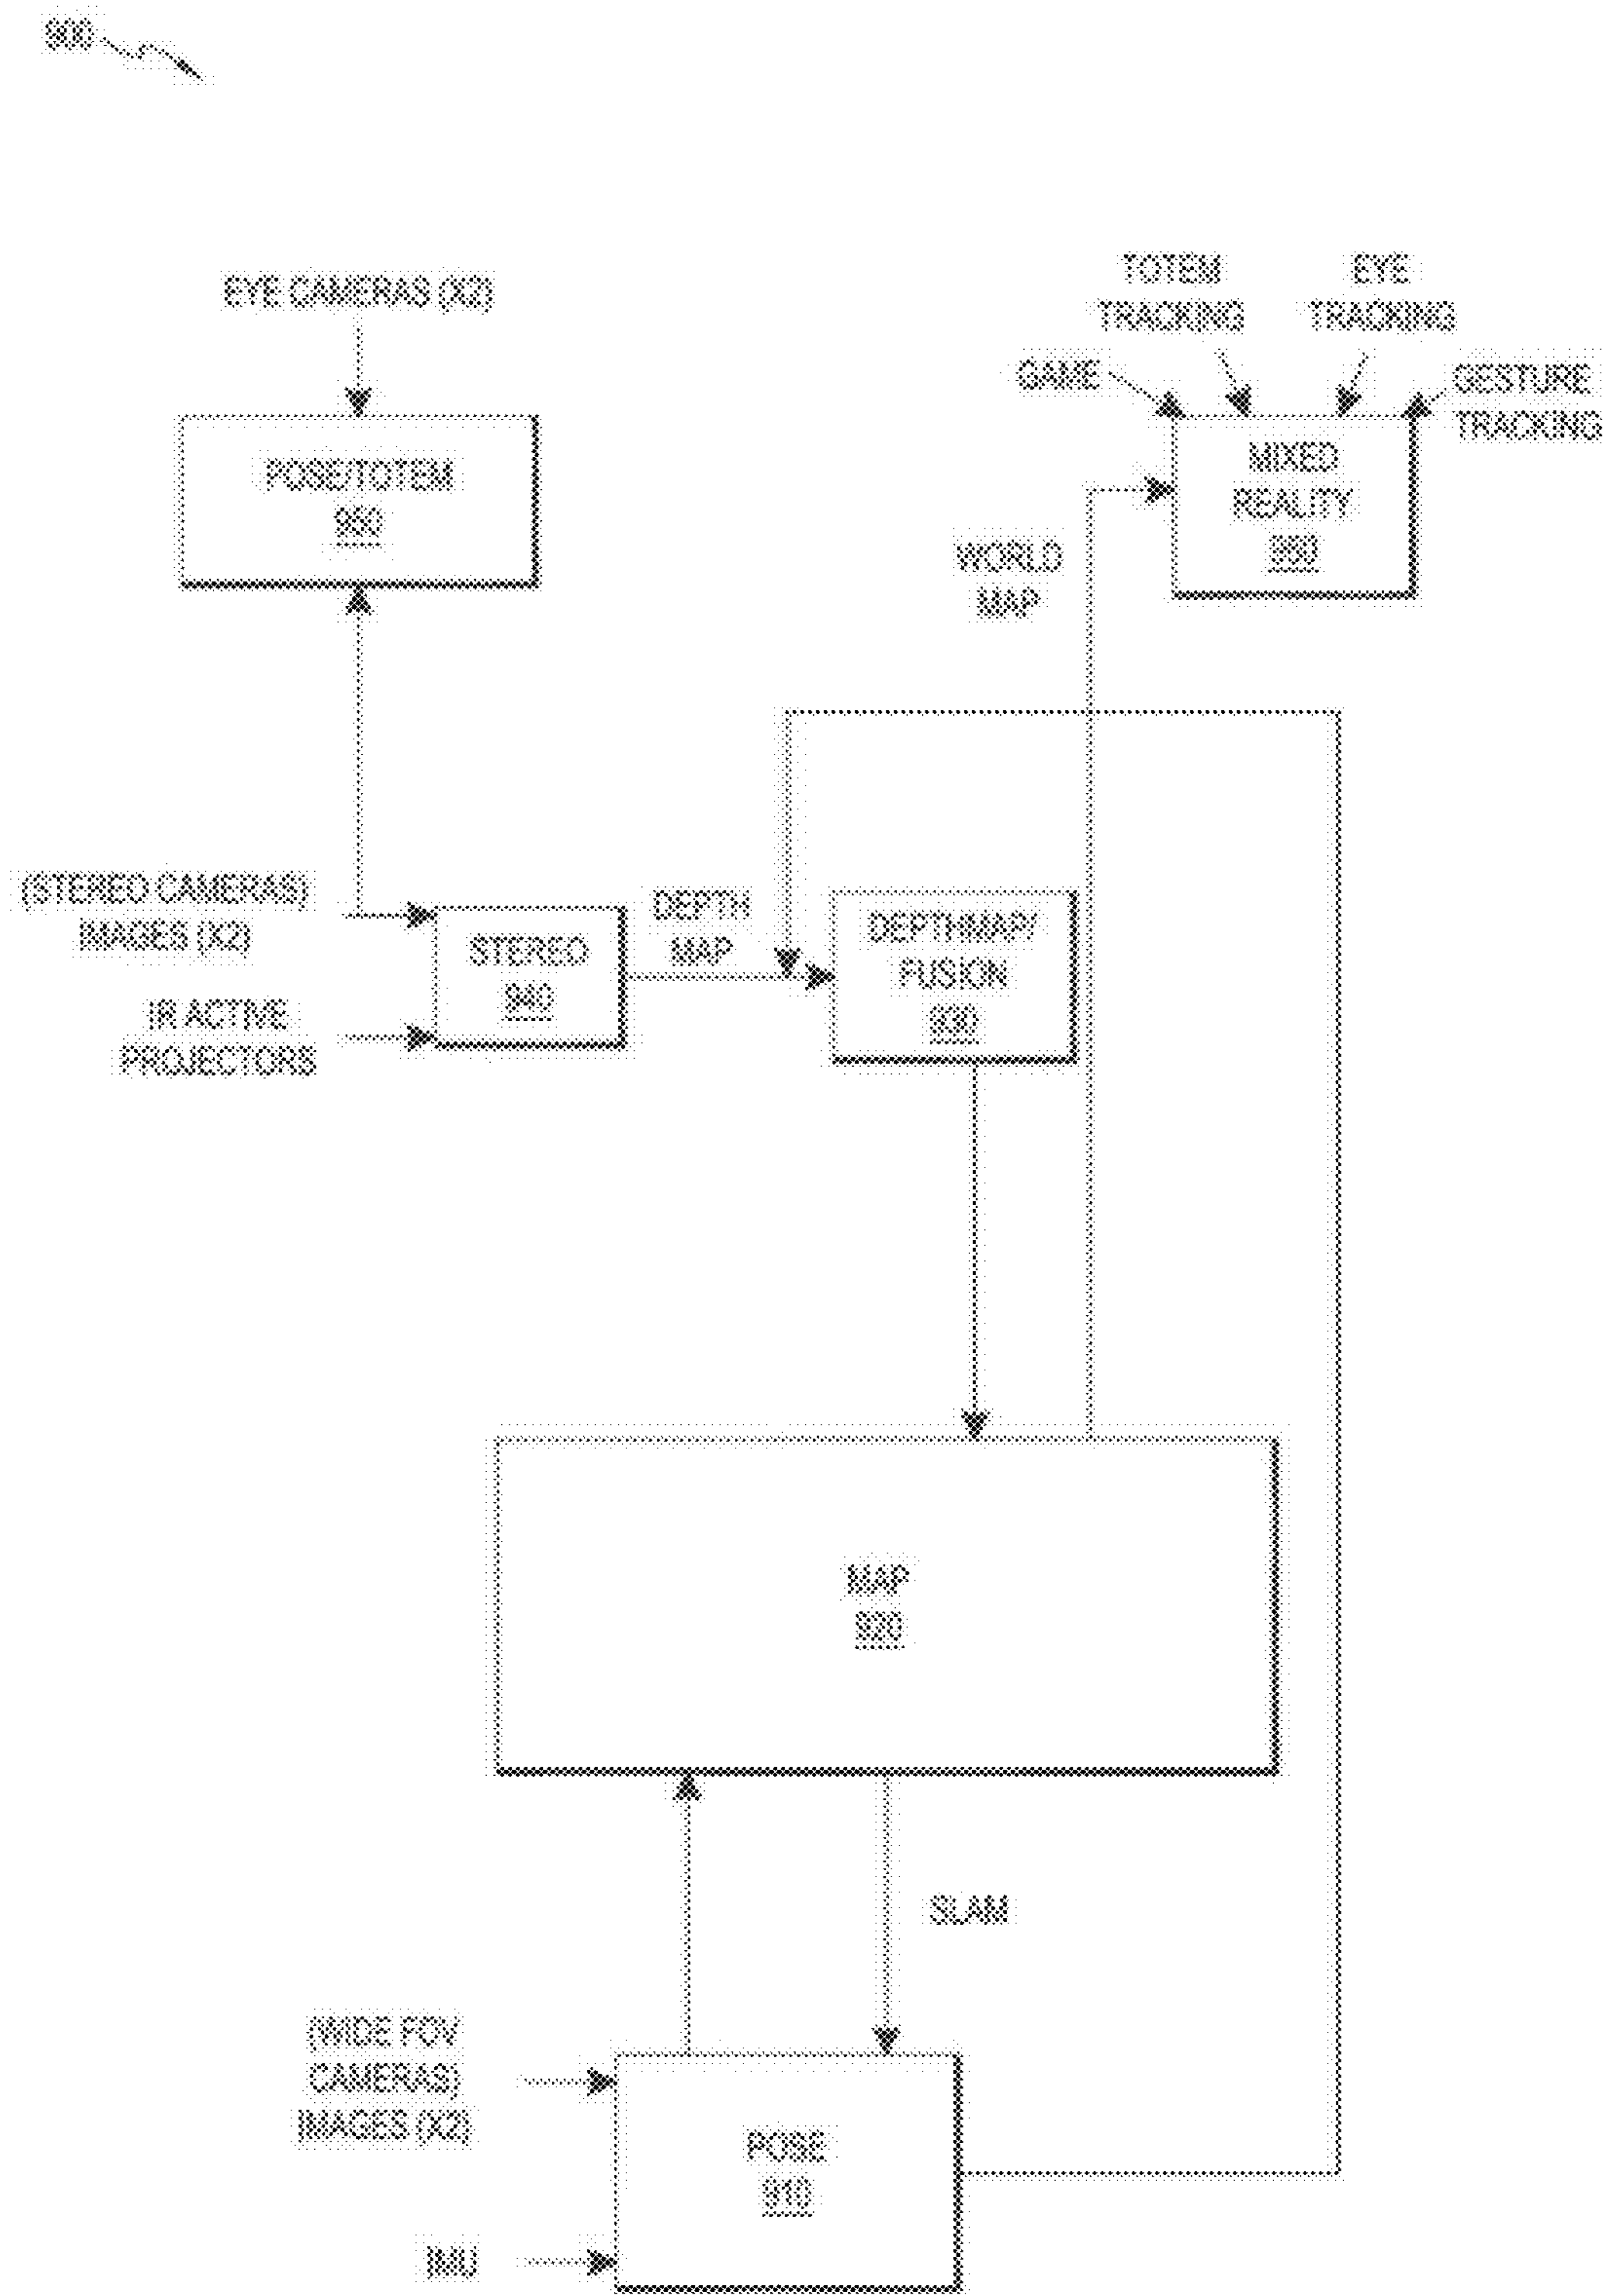 900
EYE CAMERAS (X2)
TOTEM
TRACKING
EYE
TRACKING
GAME
GESTURE
TRACKING
POSE/TOTEM
MIXED
REALITY
WORLD
MAP
(STEREO CAMERAS)
IMAGES (X2)
IR ACTIVE
PROJECTORS
STEREO
940
DEPTH
MAP
DEPTHMAP/
FUSION
930
MAP
920
SLAM
(WIDE FOV
CAMERAS)
IMAGES (X2)
IMU
POSE
910